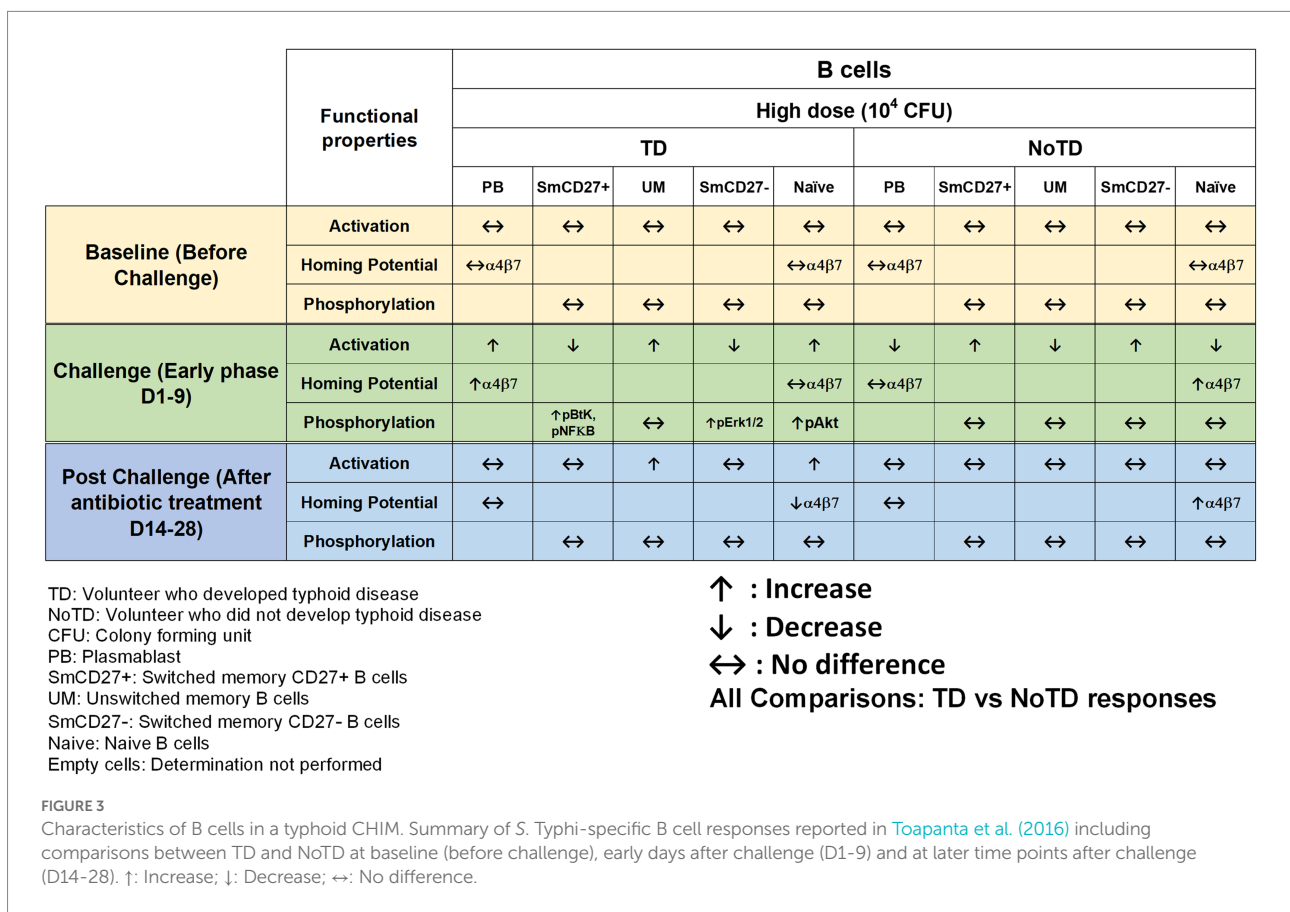 B cells
Functional properties
High dose (10⁴ CFU)
TD NoTD
PB SmCD27+ UM SmCD27- Naïve PB SmCD27+ UM SmCD27- Naïve
Baseline (Before Challenge)
Activation ↔ ↔ ↔ ↔ ↔ ↔ ↔ ↔ ↔ ↔
Homing Potential ↔α4β7 ↔α4β7 ↔α4β7 ↔α4β7
Phosphorylation ↔ ↔ ↔ ↔ ↔ ↔ ↔ ↔
Challenge (Early phase D1-9)
Activation ↑ ↓ ↑ ↓ ↑ ↓ ↑ ↓ ↑ ↓
Homing Potential ↑α4β7 ↔α4β7 ↔α4β7 ↑α4β7
Phosphorylation ↑pBtK, pNFKB ↔ ↑pErk1/2 ↑pAkt ↔ ↔ ↔ ↔
Post Challenge (After antibiotic treatment D14-28)
Activation ↔ ↔ ↑ ↔ ↑ ↔ ↔ ↔ ↔ ↔
Homing Potential ↔ ↓α4β7 ↔ ↑α4β7
Phosphorylation ↔ ↔ ↔ ↔ ↔ ↔ ↔ ↔
TD: Volunteer who developed typhoid disease
NoTD: Volunteer who did not develop typhoid disease
CFU: Colony forming unit
PB: Plasmablast
SmCD27+: Switched memory CD27+ B cells
UM: Unswitched memory B cells
SmCD27-: Switched memory CD27- B cells
Naive: Naive B cells
Empty cells: Determination not performed
↑ : Increase
↓ : Decrease
↔ : No difference
All Comparisons: TD vs NoTD responses
FIGURE 3
Characteristics of B cells in a typhoid CHIM. Summary of S. Typhi-specific B cell responses reported in Toapanta et al. (2016) including
comparisons between TD and NoTD at baseline (before challenge), early days after challenge (D1-9) and at later time points after challenge
(D14-28). ↑: Increase; ↓: Decrease; ↔: No difference.